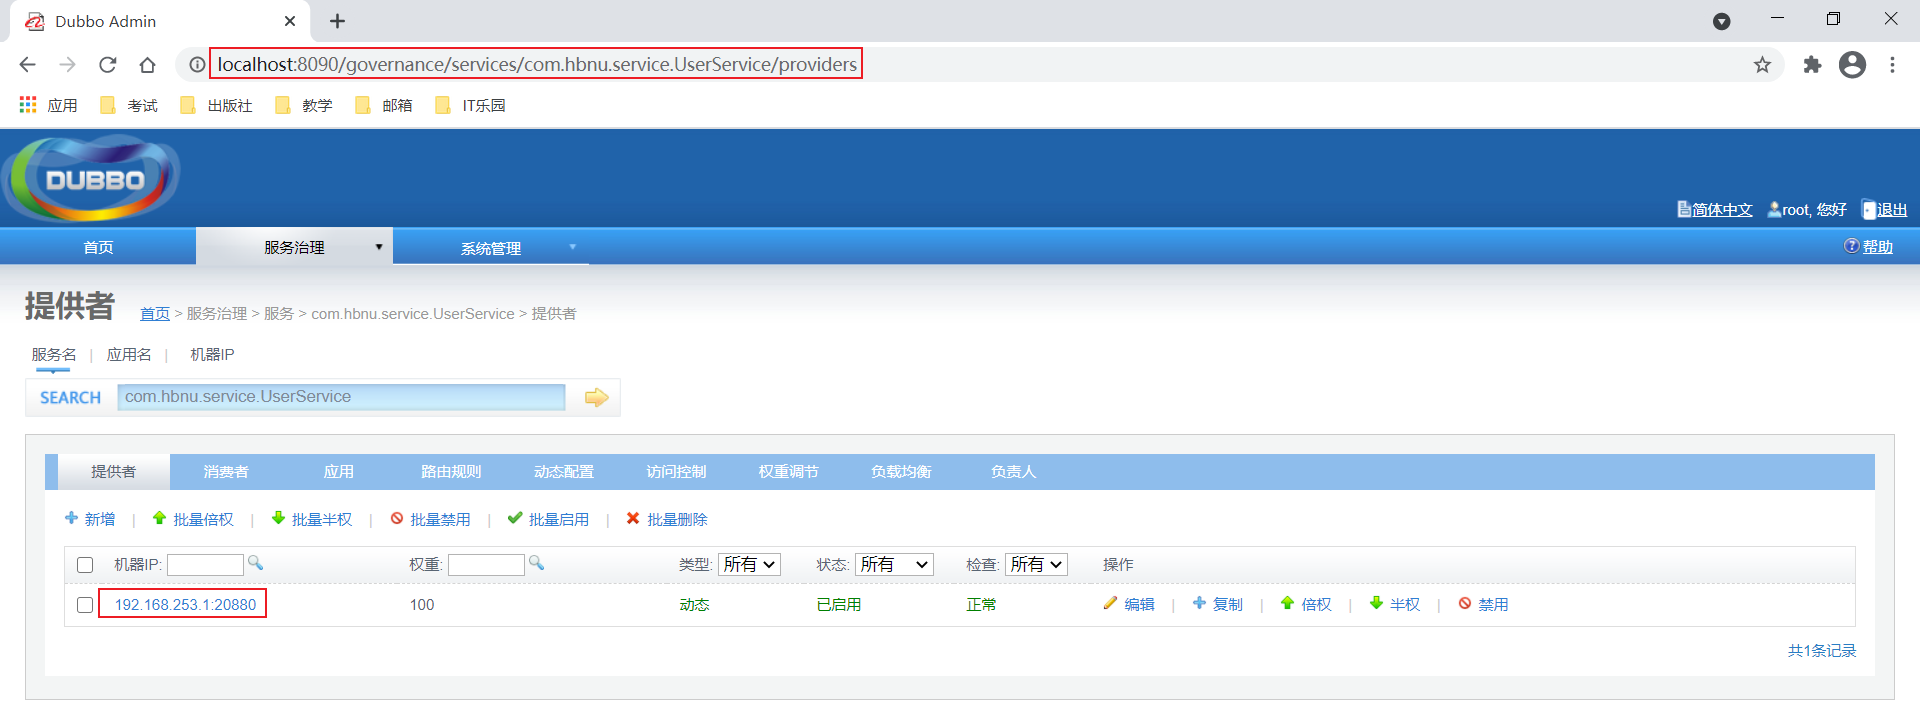 Dubbo Admin
localhost:8090/governance/services/com.hbnu.service.UserService/providers
应用 考试 出版社 教学 邮箱 IT乐园
DUBBO
简体中文 root, 您好 退出
首页 服务治理 系统管理 帮助
提供者 首页 > 服务治理 > 服务 > com.hbnu.service.UserService > 提供者
服务名 | 应用名 | 机器IP
SEARCH com.hbnu.service.UserService
提供者 消费者 应用 路由规则 动态配置 访问控制 权重调节 负载均衡 负责人
新增 | 批量倍权 | 批量半权 | 批量禁用 | 批量启用 | 批量删除
机器IP: 权重: 类型: 所有 状态: 所有 检查: 所有 操作
192.168.253.1:20880 100 动态 已启用 正常 编辑 | 复制 | 倍权 | 半权 | 禁用
共1条记录